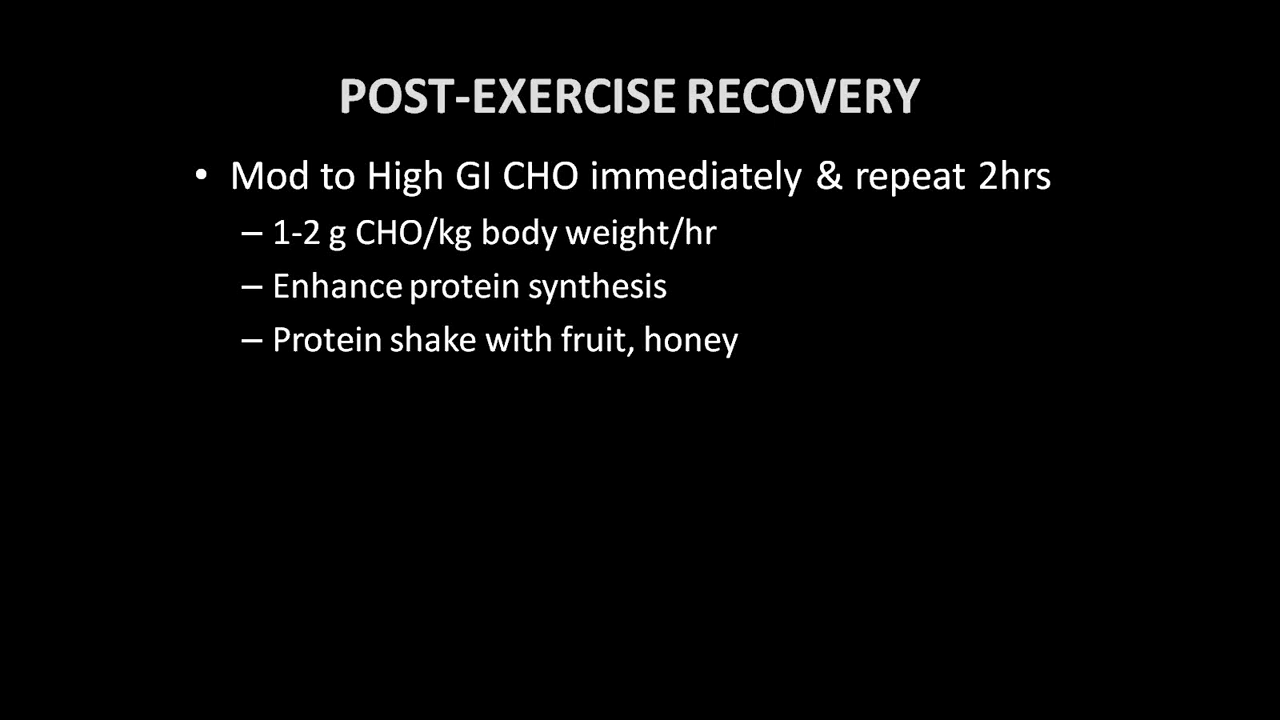 POST-EXERCISE RECOVERY
• Mod to High GI CHO immediately & repeat 2hrs
– 1-2 g CHO/kg body weight/hr
– Enhance protein synthesis
– Protein shake with fruit, honey